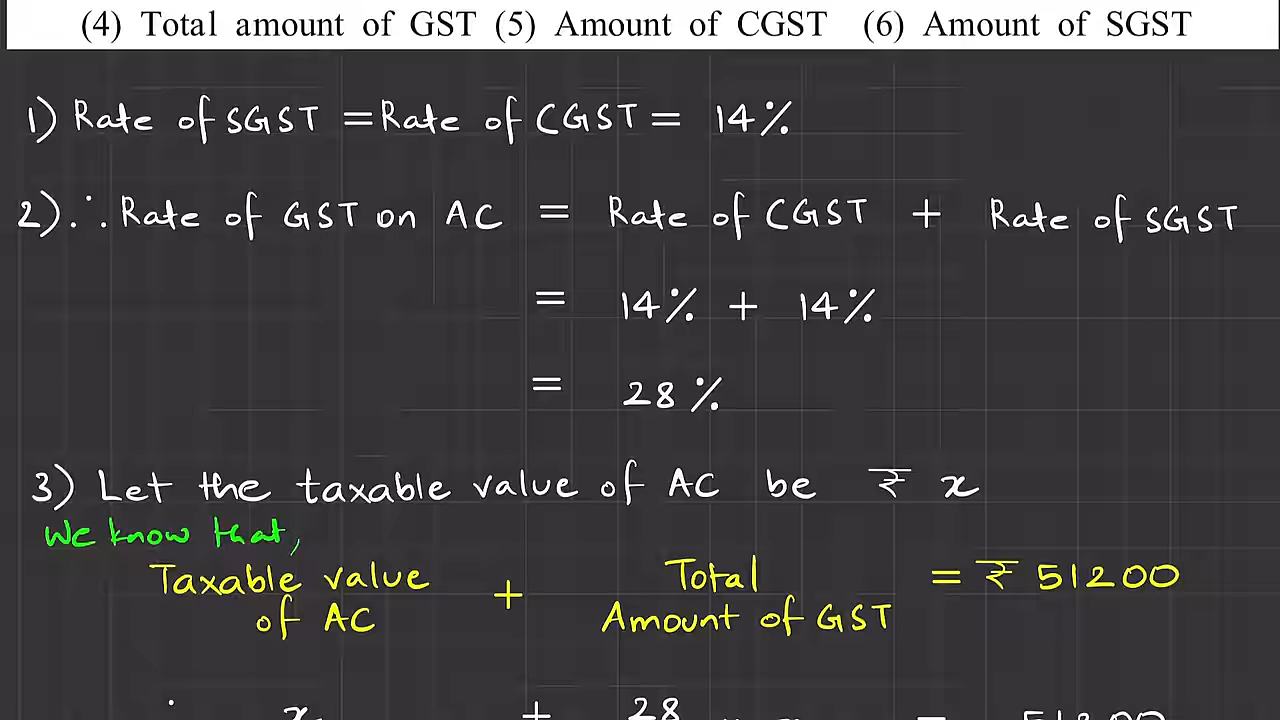 (4) Total amount of GST (5) Amount of CGST (6) Amount of SGST
1) Rate of SGST = Rate of CGST = 14%
2) ∴ Rate of GST on AC = Rate of CGST + Rate of SGST
= 14% + 14%
= 28%
3) Let the taxable value of AC be ₹ x
We know that,
Taxable value of AC + Total Amount of GST = ₹ 51200
x + 28